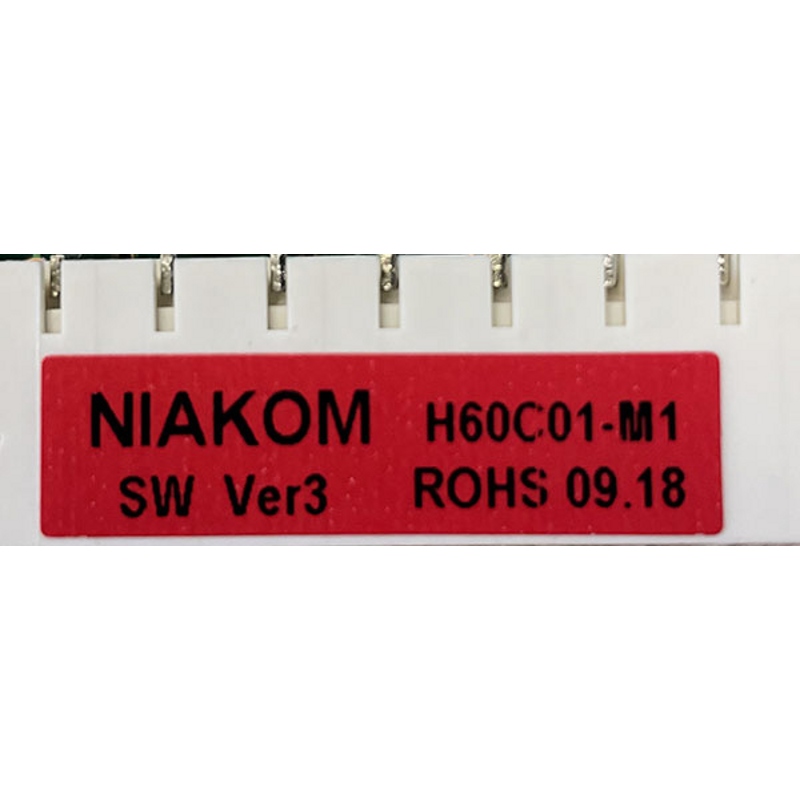 NIAKOM H60C01-M1
SW Ver3 ROHS 09.18